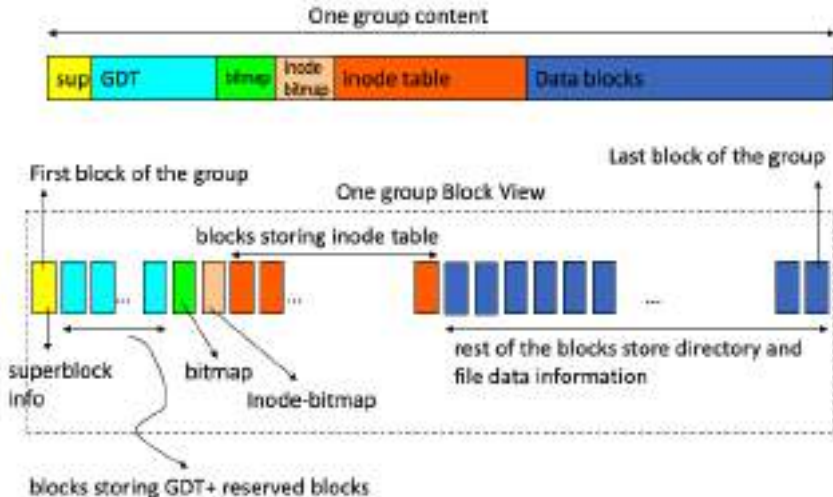 One group content
sup GDT bitmap inode bitmap inode table Data blocks
Last block of the group
First block of the group
One group Block View
blocks storing inode table
...
...
...
superblock
info
bitmap
Inode-bitmap
rest of the blocks store directory and
file data information
blocks storing GDT+ reserved blocks